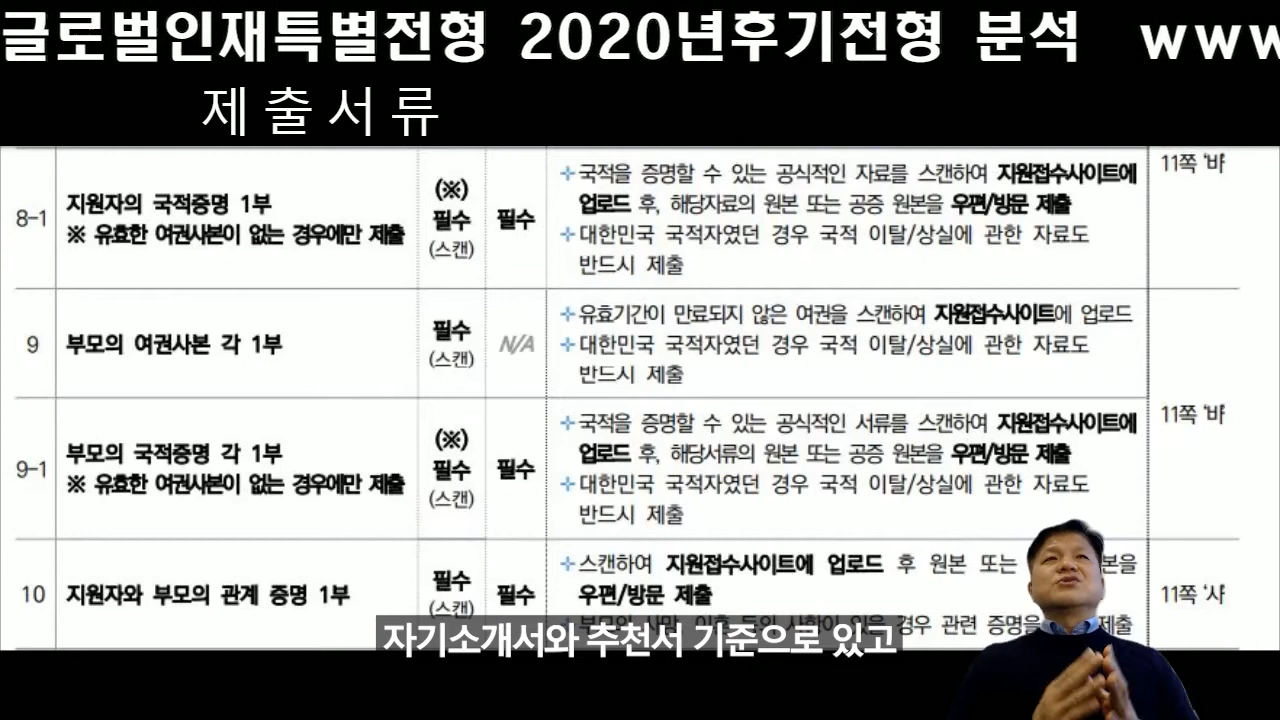 글로벌인재특별전형 2020년후기전형 분석 www
제출서류
11쪽 '바'
8-1
지원자의 국적증명 1부
※ 유효한 여권사본이 없는 경우에만 제출
(※)
필수
(스캔)
필수
✢국적을 증명할 수 있는 공식적인 자료를 스캔하여 지원접수사이트에
업로드 후, 해당자료의 원본 또는 공증 원본을 우편/방문 제출
✢대한민국 국적자였던 경우 국적 이탈/상실에 관한 자료도
반드시 제출
9
부모의 여권사본 각 1부
필수
(스캔)
N/A
✢유효기간이 만료되지 않은 여권을 스캔하여 지원접수사이트에 업로드
✢대한민국 국적자였던 경우 국적 이탈/상실에 관한 자료도
반드시 제출
11쪽 '바'
9-1
부모의 국적증명 각 1부
※ 유효한 여권사본이 없는 경우에만 제출
(※)
필수
(스캔)
필수
✢국적을 증명할 수 있는 공식적인 서류를 스캔하여 지원접수사이트에
업로드 후, 해당서류의 원본 또는 공증 원본을 우편/방문 제출
✢대한민국 국적자였던 경우 국적 이탈/상실에 관한 자료도
반드시 제출
10
지원자와 부모의 관계 증명 1부
필수
(스캔)
필수
✢스캔하여 지원접수사이트에 업로드 후 원본 또는 본을
우편/방문 제출
경우 관련 증명을 제출
11쪽 '사'
자기소개서와 추천서 기준으로 있고